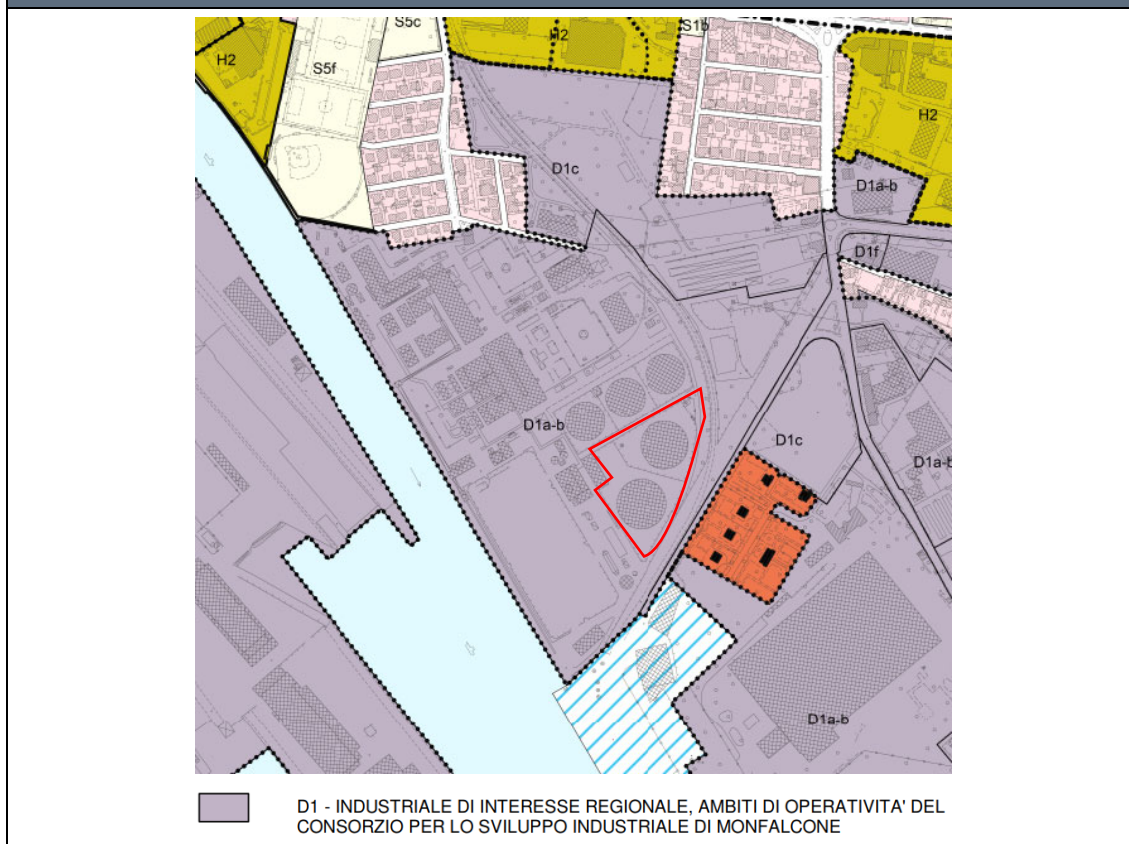 S5c
H2
S1b
H2
S5f
H2
D1c
D1a-b
D1f
D1a-b
D1c
D1a-b
D1a-b
D1 - INDUSTRIALE DI INTERESSE REGIONALE, AMBITI DI OPERATIVITA' DEL
CONSORZIO PER LO SVILUPPO INDUSTRIALE DI MONFALCONE